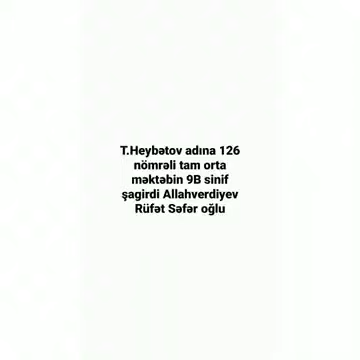 T.Heybətov adına 126
nömrəli tam orta
məktəbin 9B sinif
şagirdi Allahverdiyev
Rüfət Səfər oğlu